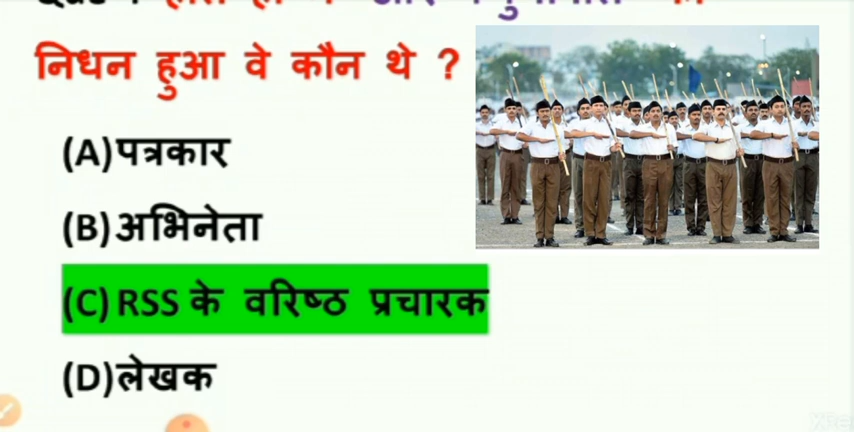 निधन हुआ वे कौन थे ?
(A)पत्रकार
(B)अभिनेता
(C) RSS के वरिष्ठ प्रचारक
(D)लेखक